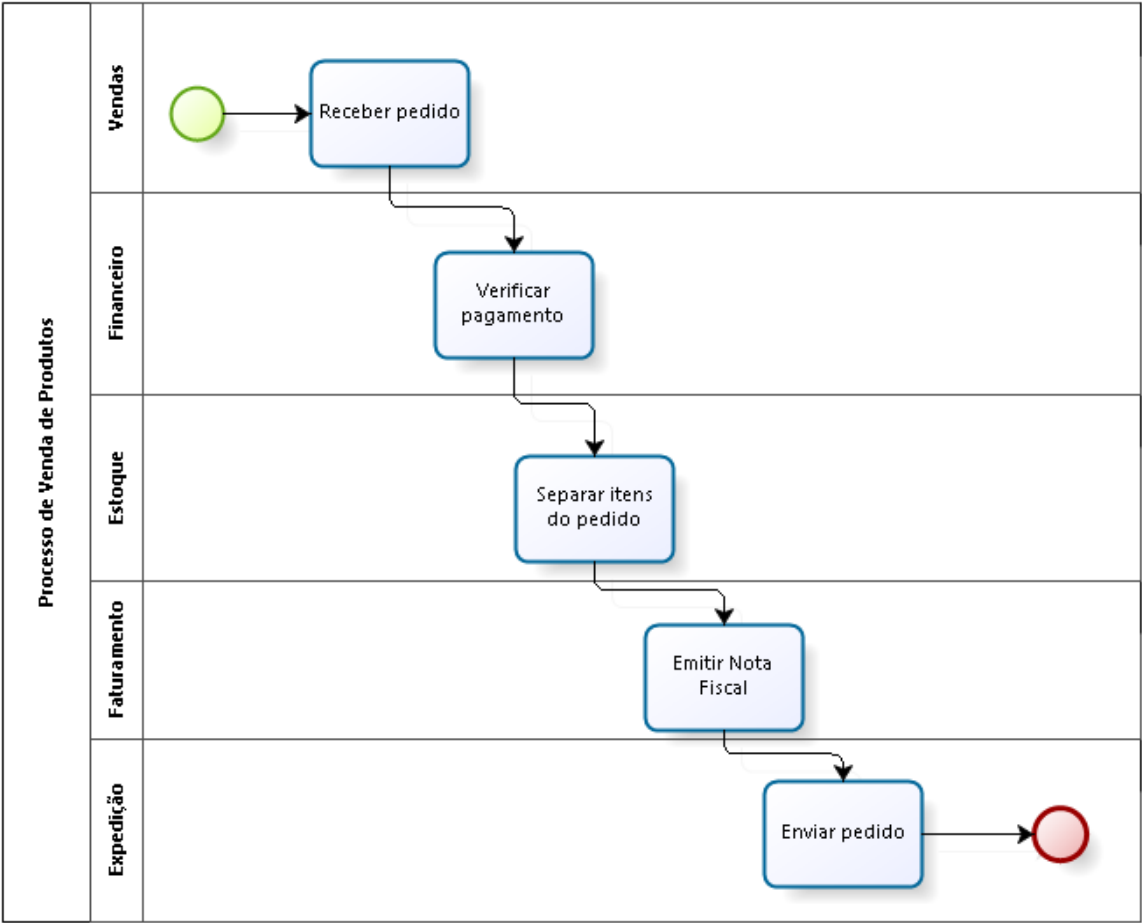 Processo de Venda de Produtos
Vendas
Receber pedido
Financeiro
Verificar
pagamento
Estoque
Separar itens
do pedido
Faturamento
Emitir Nota
Fiscal
Expedição
Enviar pedido